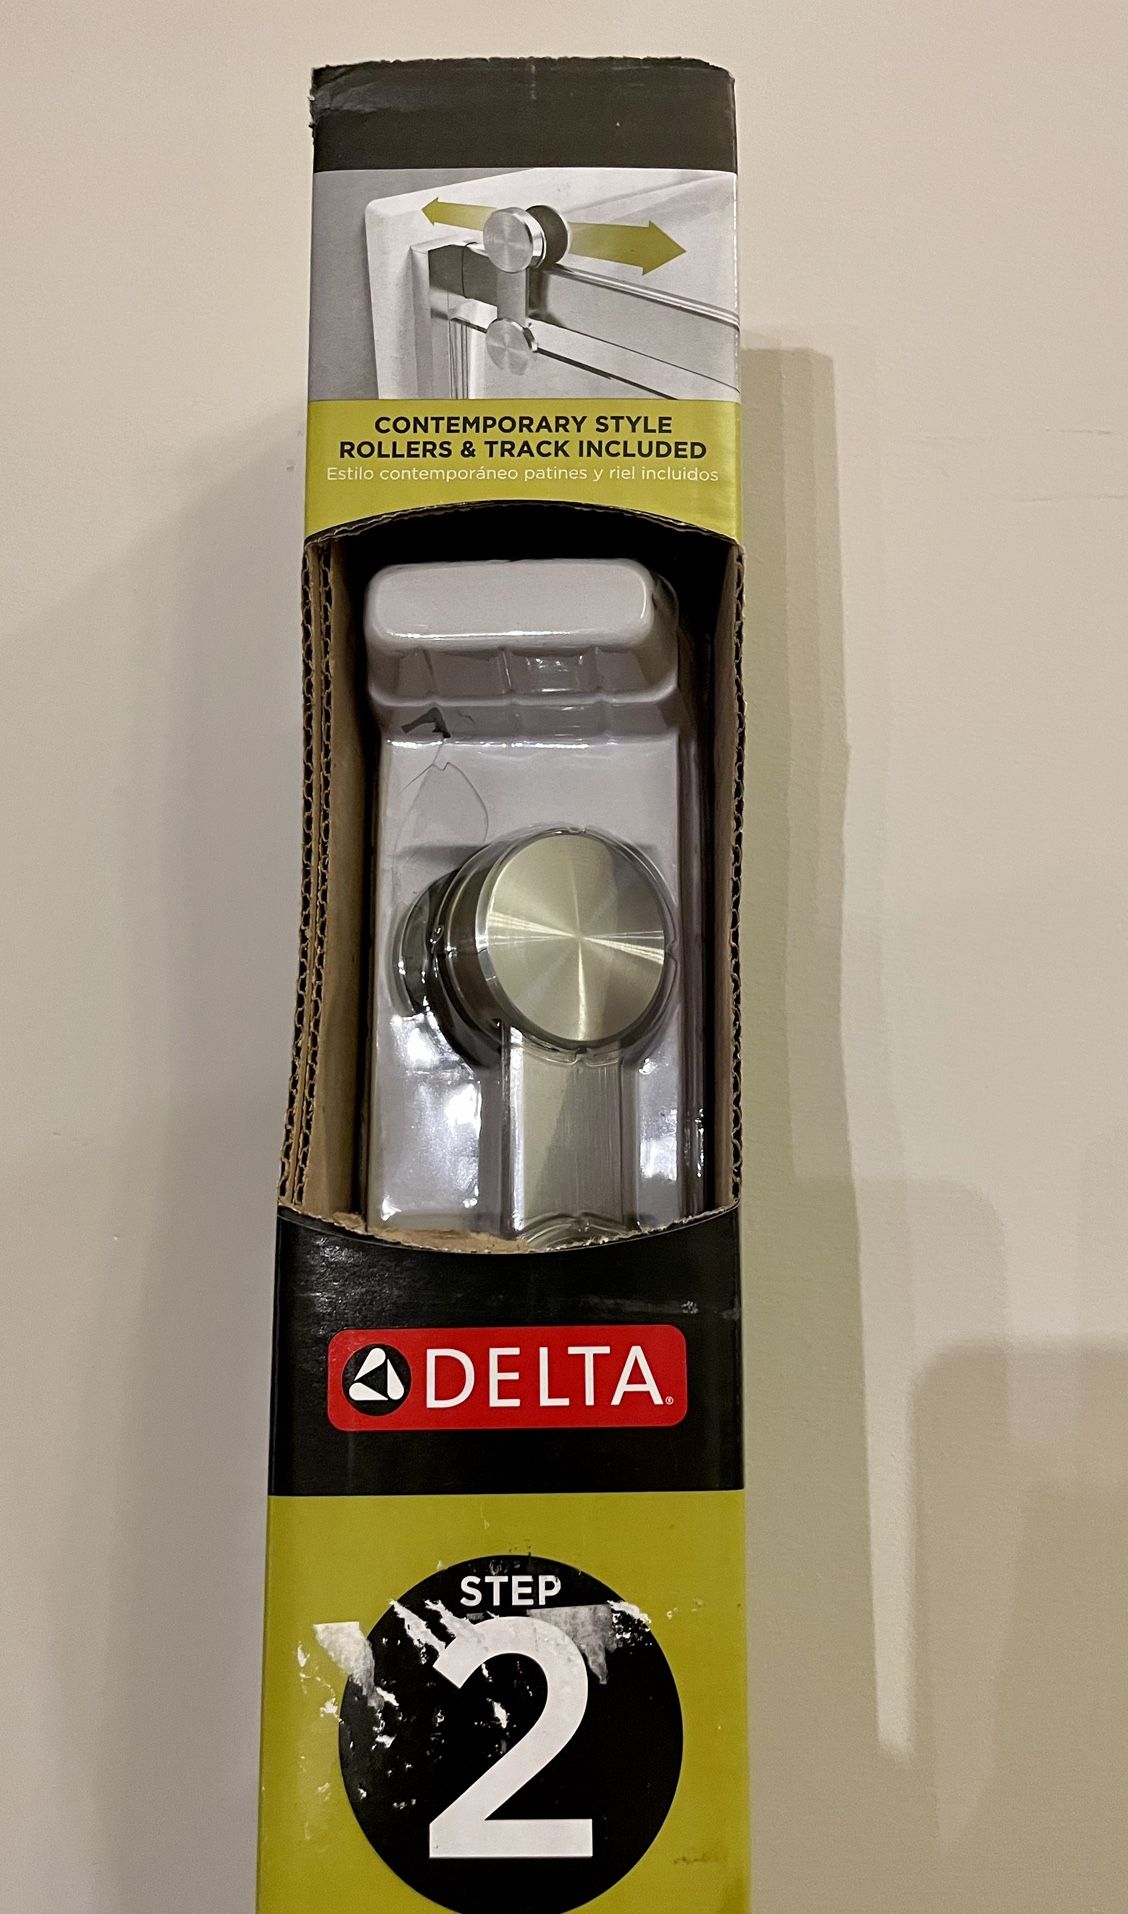 CONTEMPORARY STYLE
ROLLERS & TRACK INCLUDED
Estilo contemporáneo patines y riel incluidos
DELTA®
STEP
2